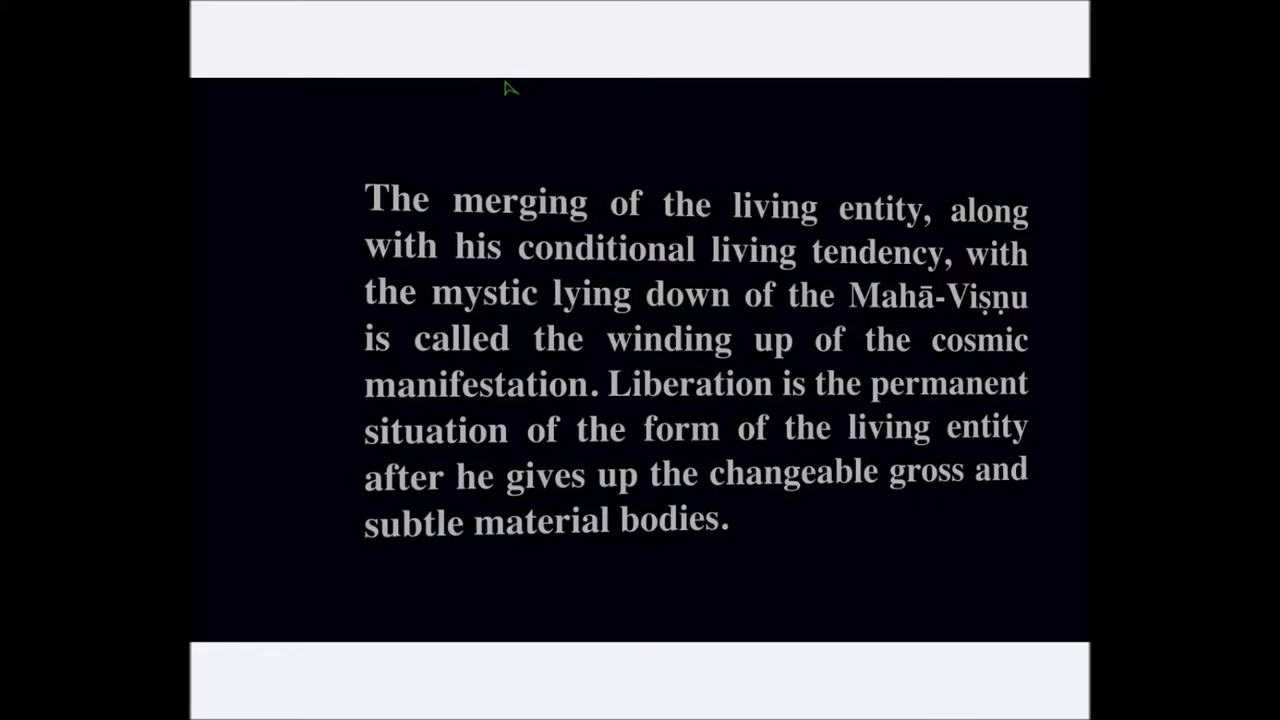 The merging of the living entity, along
with his conditional living tendency, with
the mystic lying down of the Mahā-Viṣṇu
is called the winding up of the cosmic
manifestation. Liberation is the permanent
situation of the form of the living entity
after he gives up the changeable gross and
subtle material bodies.